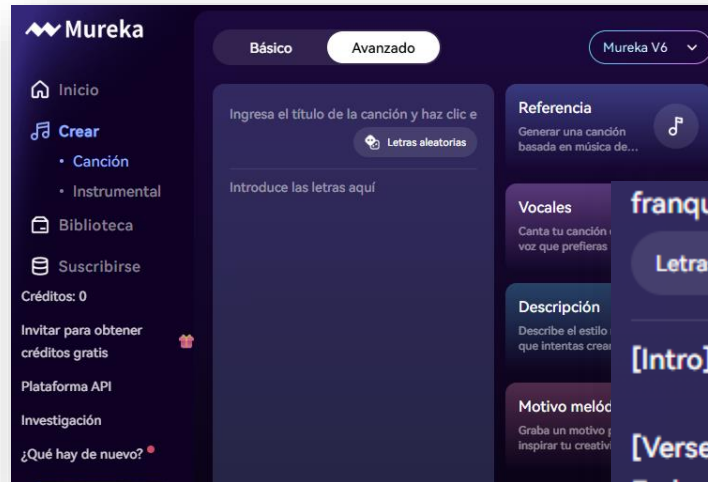 Mureka
Básico
Avanzado
Mureka V6
Inicio
Crear
Canción
Instrumental
Biblioteca
Suscribirse
Créditos: 0
Invitar para obtener
créditos gratis
Plataforma API
Investigación
¿Qué hay de nuevo?
Ingresa el título de la canción y haz clic e
Letras aleatorias
Introduce las letras aquí
Referencia
Generar una canción
basada en música de...
Vocales
Canta tu canción
voz que prefieras
Descripción
Describe el estilo
que intentas crear
Motivo melód
Graba un motivo
inspirar tu creativi
franqu
Letra
[Intro]
[Verse